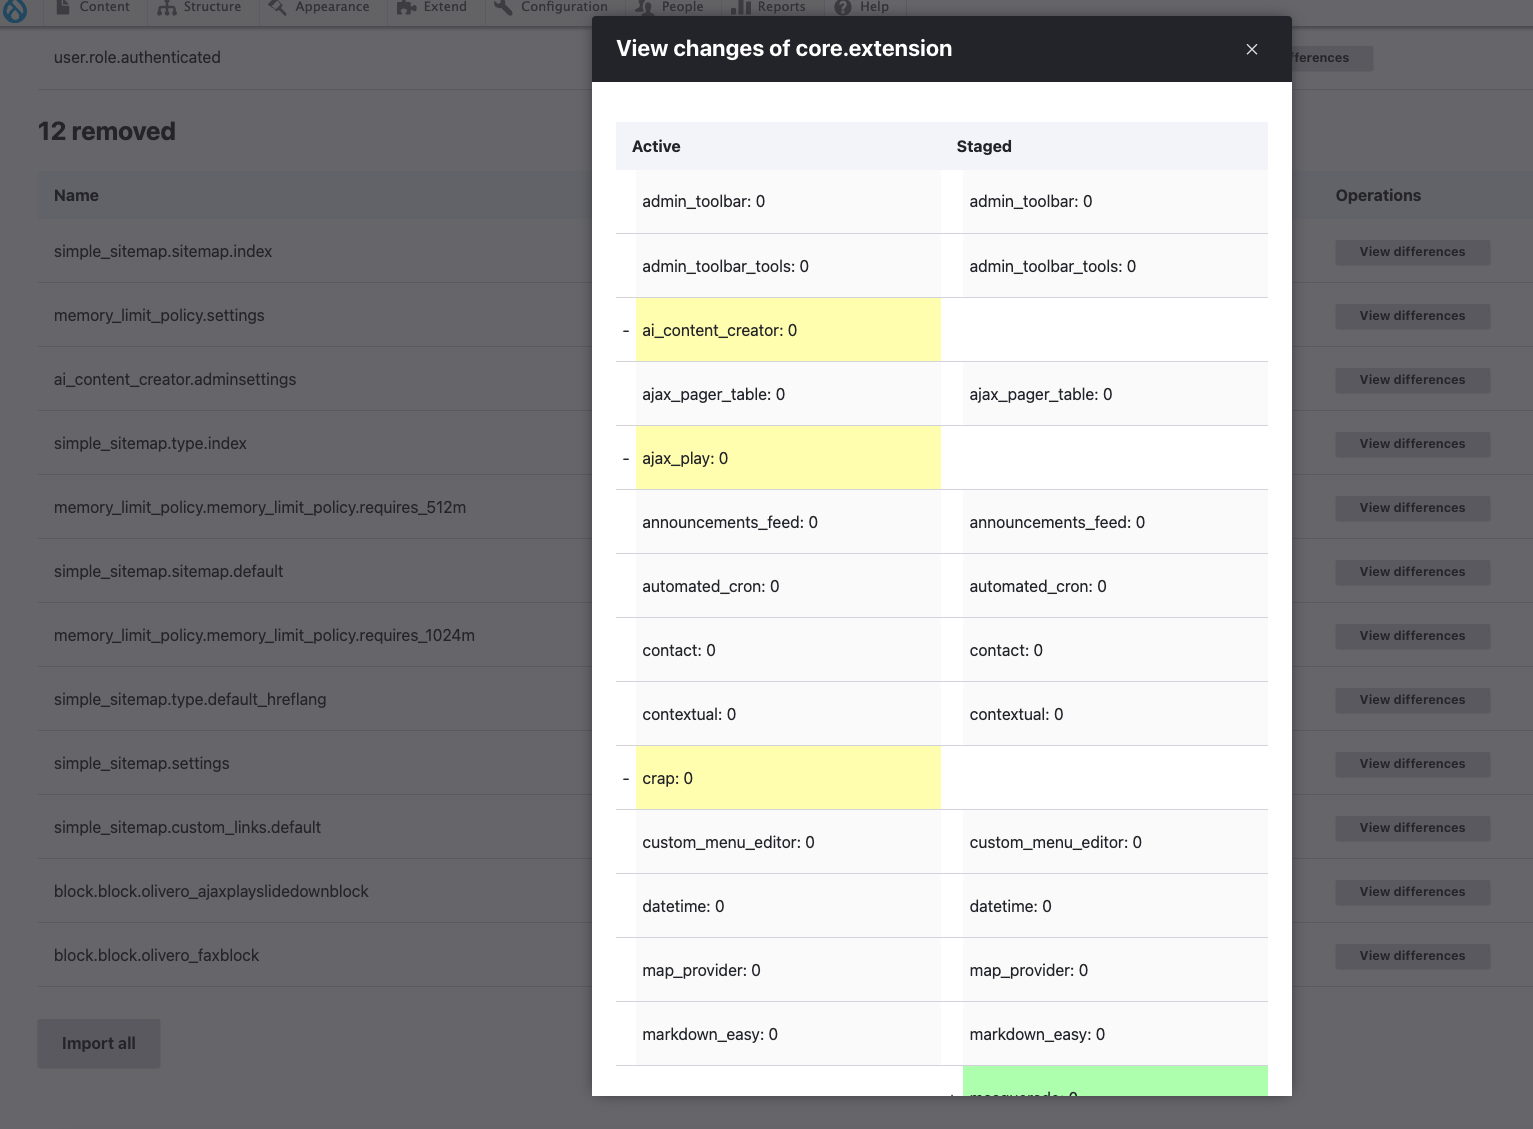 Content Structure Appearance Extend Configuration People Reports Help
user.role.authenticated
fferences
12 removed
Name
Operations
simple_sitemap.sitemap.index
View differences
memory_limit_policy.settings
View differences
ai_content_creator.adminsettings
View differences
simple_sitemap.type.index
View differences
memory_limit_policy.memory_limit_policy.requires_512m
View differences
simple_sitemap.sitemap.default
View differences
memory_limit_policy.memory_limit_policy.requires_1024m
View differences
simple_sitemap.type.default_hreflang
View differences
simple_sitemap.settings
View differences
simple_sitemap.custom_links.default
View differences
block.block.olivero_ajaxplayslidedownblock
View differences
block.block.olivero_faxblock
View differences
Import all
View changes of core.extension
×
Active Staged
admin_toolbar: 0 admin_toolbar: 0
admin_toolbar_tools: 0 admin_toolbar_tools: 0
- ai_content_creator: 0
ajax_pager_table: 0 ajax_pager_table: 0
- ajax_play: 0
announcements_feed: 0 announcements_feed: 0
automated_cron: 0 automated_cron: 0
contact: 0 contact: 0
contextual: 0 contextual: 0
- crap: 0
custom_menu_editor: 0 custom_menu_editor: 0
datetime: 0 datetime: 0
map_provider: 0 map_provider: 0
markdown_easy: 0 markdown_easy: 0